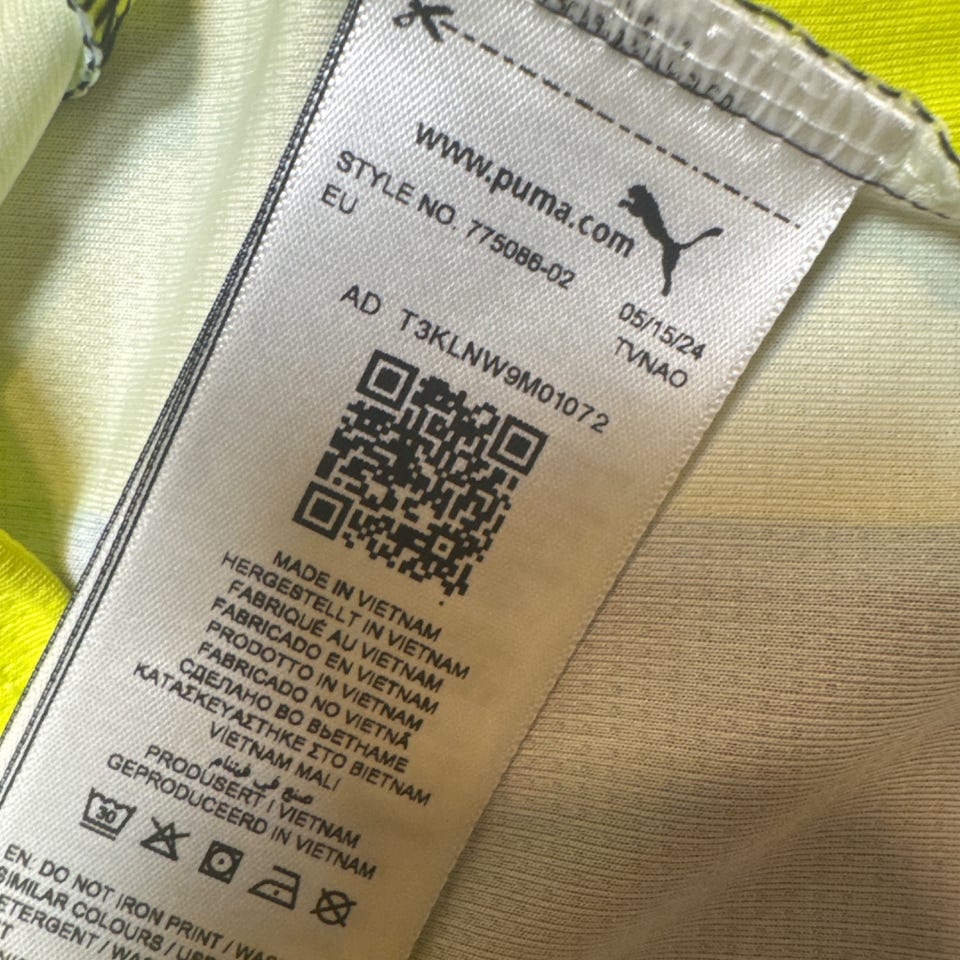 www.puma.com
STYLE NO. 775086-02
EU
05/15/24
TVNAO
AD T3KLNW9M01072
MADE IN VIETNAM
HERGESTELLT IN VIETNAM
FABRIQUÉ AU VIETNAM
FABRICADO EN VIETNAM
PRODOTTO IN VIETNAM
FABRICADO NO VIETNÃ
СДЕЛАНО ВО ВЬЕТНАМЕ
ΚΑΤΑΣΚΕΥΑΣΤΗΚΕ ΣΤΟ ΒΙΕΤΝΑΜ
VIETNAM MALI
صنع في فيتنام
PRODUSERT I VIETNAM
GEPRODUCEERD IN VIETNAM
30
EN: DO NOT IRON PRINT /
SIMILAR COLOURS /